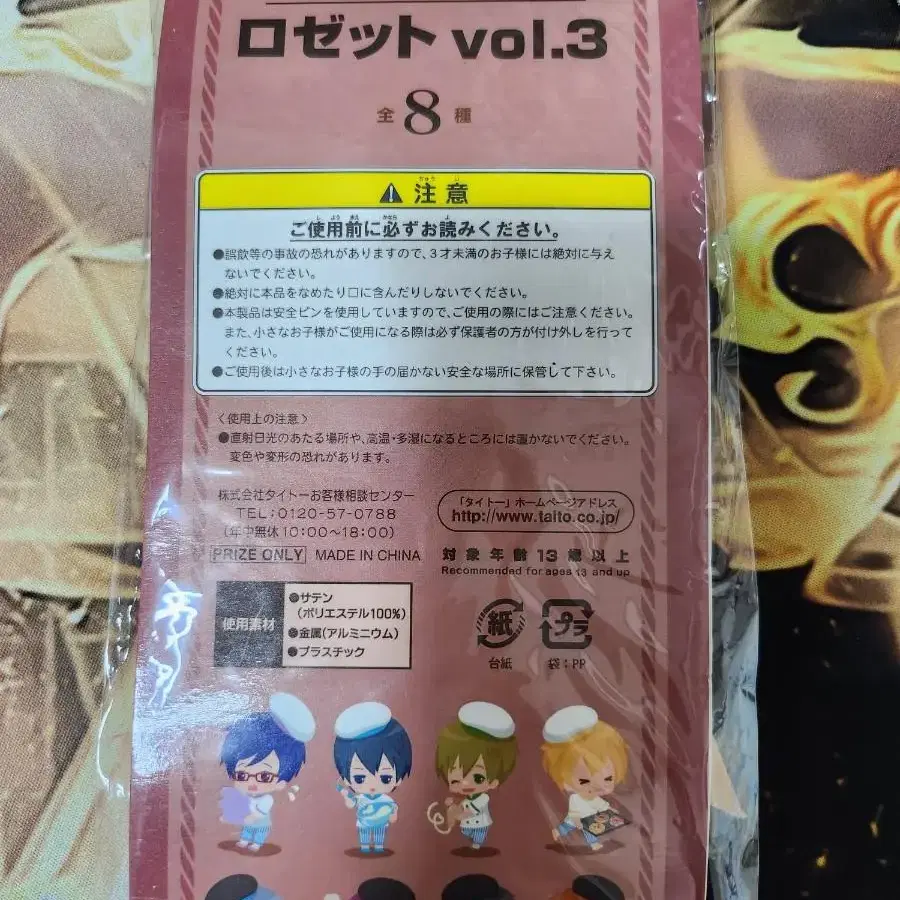 ロゼット vol.3
全8種
⚠注意
ちゅう い
ご使用前に必ずお読みください。
し よう まえ かなら よ
●誤飲等の事故の恐れがありますので、3才未満のお子様には絶対に与え
ないでください。
●絶対に本品をなめたり口に含んだりしないでください。
●本製品は安全ピンを使用していますので、ご使用の際にはご注意ください。
また、小さなお子様がご使用になる際は必ず保護者の方が付け外しを行って
ください。
●ご使用後は小さなお子様の手の届かない安全な場所に保管して下さい。
〈使用上の注意〉
●直射日光のあたる場所や、高温・多湿になるところには置かないでください。
変色や変形の恐れがあります。
株式会社タイトーお客様相談センター
TEL:0120-57-0788
(年中無休10:00~18:00)
「タイトー」ホームページアドレス
http://www.taito.co.jp/
PRIZE ONLY MADE IN CHINA
対象年齢13歳以上
Recommended for ages 13 and up
使用素材
●サテン
(ポリエステル100%)
●金属(アルミニウム)
●プラスチック
紙
台紙
プラ
袋:PP